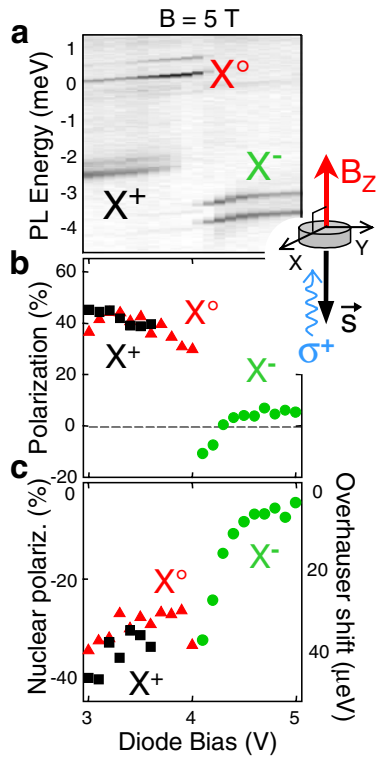 B = 5 T
a
PL Energy (meV)
1
0
-1
-2
-3
-4
X°
X+
X-
Bz
X
Y
S
σ+
b
Polarization (%)
60
40
20
0
-20
X°
X+
X-
c
Nuclear polariz. (%)
0
-20
-40
X°
X+
X-
0
20
40
Overhauser shift (μeV)
3
4
5
Diode Bias (V)